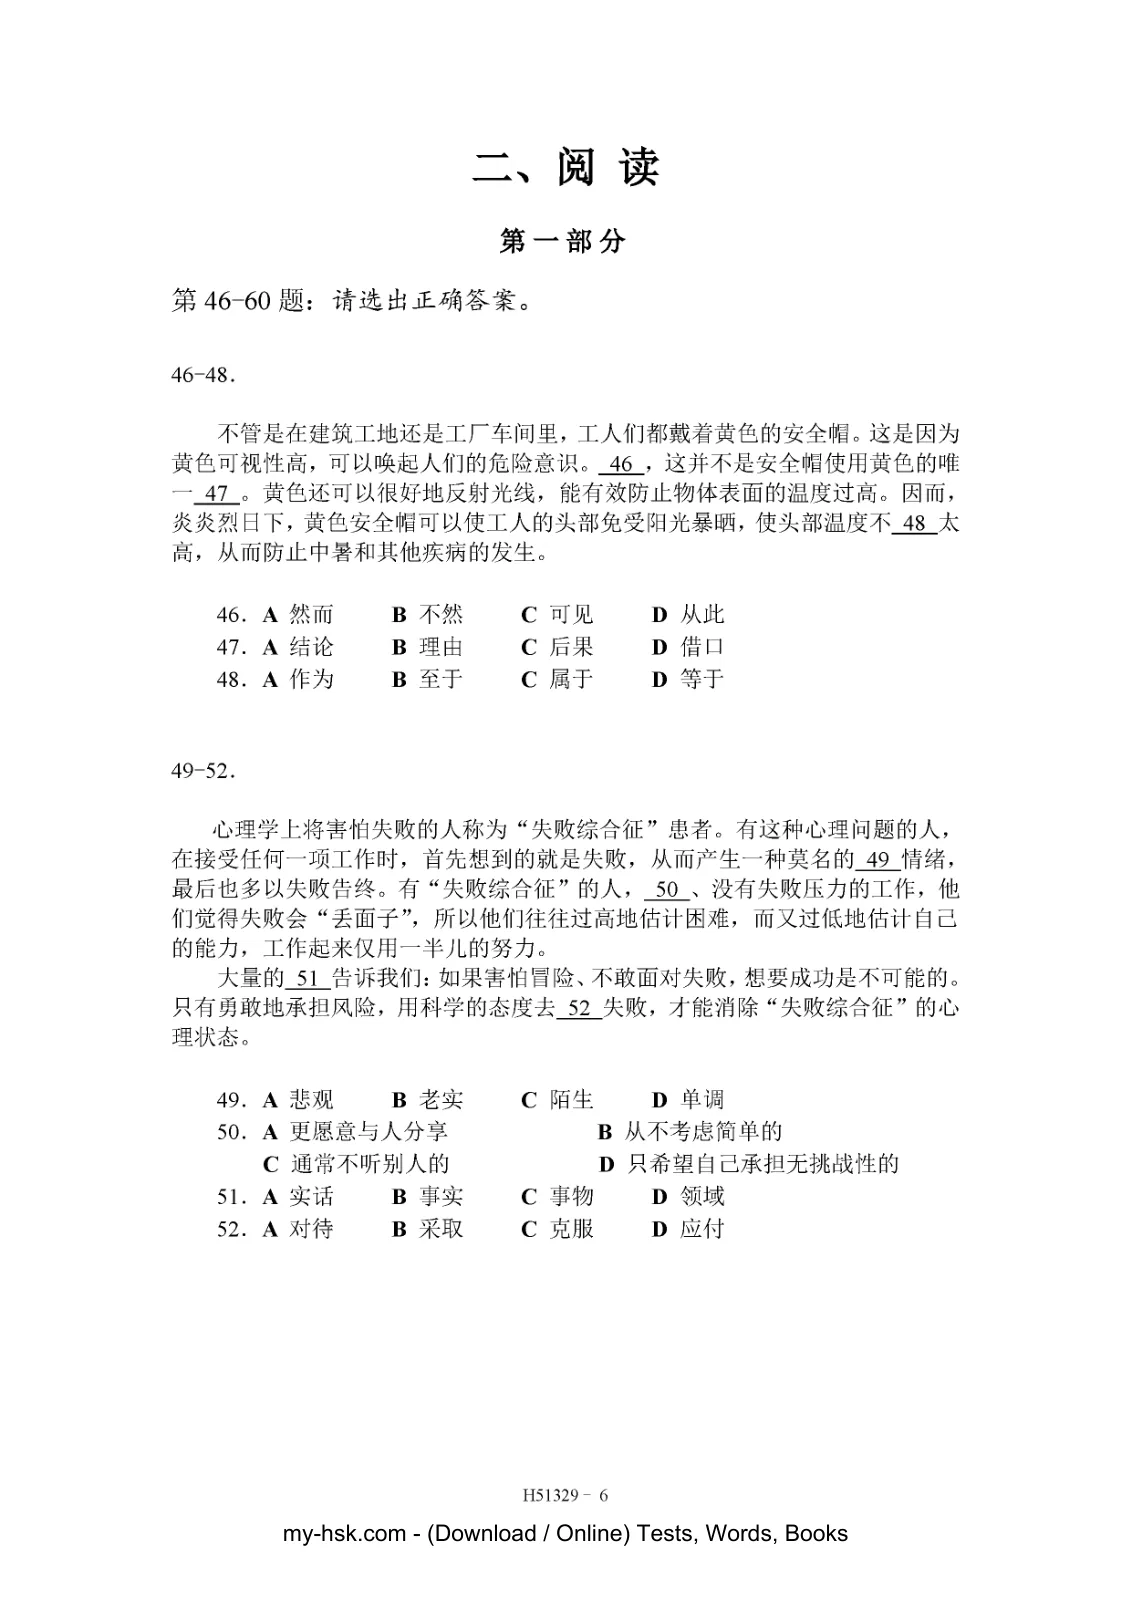 二、阅 读
第一部分
第 46-60 题：请选出正确答案。
46-48．
不管是在建筑工地还是工厂车间里，工人们都戴着黄色的安全帽。这是因为
黄色可视性高，可以唤起人们的危险意识。 46 ，这并不是安全帽使用黄色的唯
一 47 。黄色还可以很好地反射光线，能有效防止物体表面的温度过高。因而，
炎炎烈日下，黄色安全帽可以使工人的头部免受阳光暴晒，使头部温度不 48 太
高，从而防止中暑和其他疾病的发生。
46．A 然而 B 不然 C 可见 D 从此
47．A 结论 B 理由 C 后果 D 借口
48．A 作为 B 至于 C 属于 D 等于
49-52．
心理学上将害怕失败的人称为“失败综合征”患者。有这种心理问题的人，
在接受任何一项工作时，首先想到的就是失败，从而产生一种莫名的 49 情绪，
最后也多以失败告终。有“失败综合征”的人， 50 、没有失败压力的工作，他
们觉得失败会“丢面子”，所以他们往往过高地估计困难，而又过低地估计自己
的能力，工作起来仅用一半儿的努力。
大量的 51 告诉我们：如果害怕冒险、不敢面对失败，想要成功是不可能的。
只有勇敢地承担风险，用科学的态度去 52 失败，才能消除“失败综合征”的心
理状态。
49．A 悲观 B 老实 C 陌生 D 单调
50．A 更愿意与人分享 B 从不考虑简单的
C 通常不听别人的 D 只希望自己承担无挑战性的
51．A 实话 B 事实 C 事物 D 领域
52．A 对待 B 采取 C 克服 D 应付
H51329- 6
my-hsk.com - (Download / Online) Tests, Words, Books